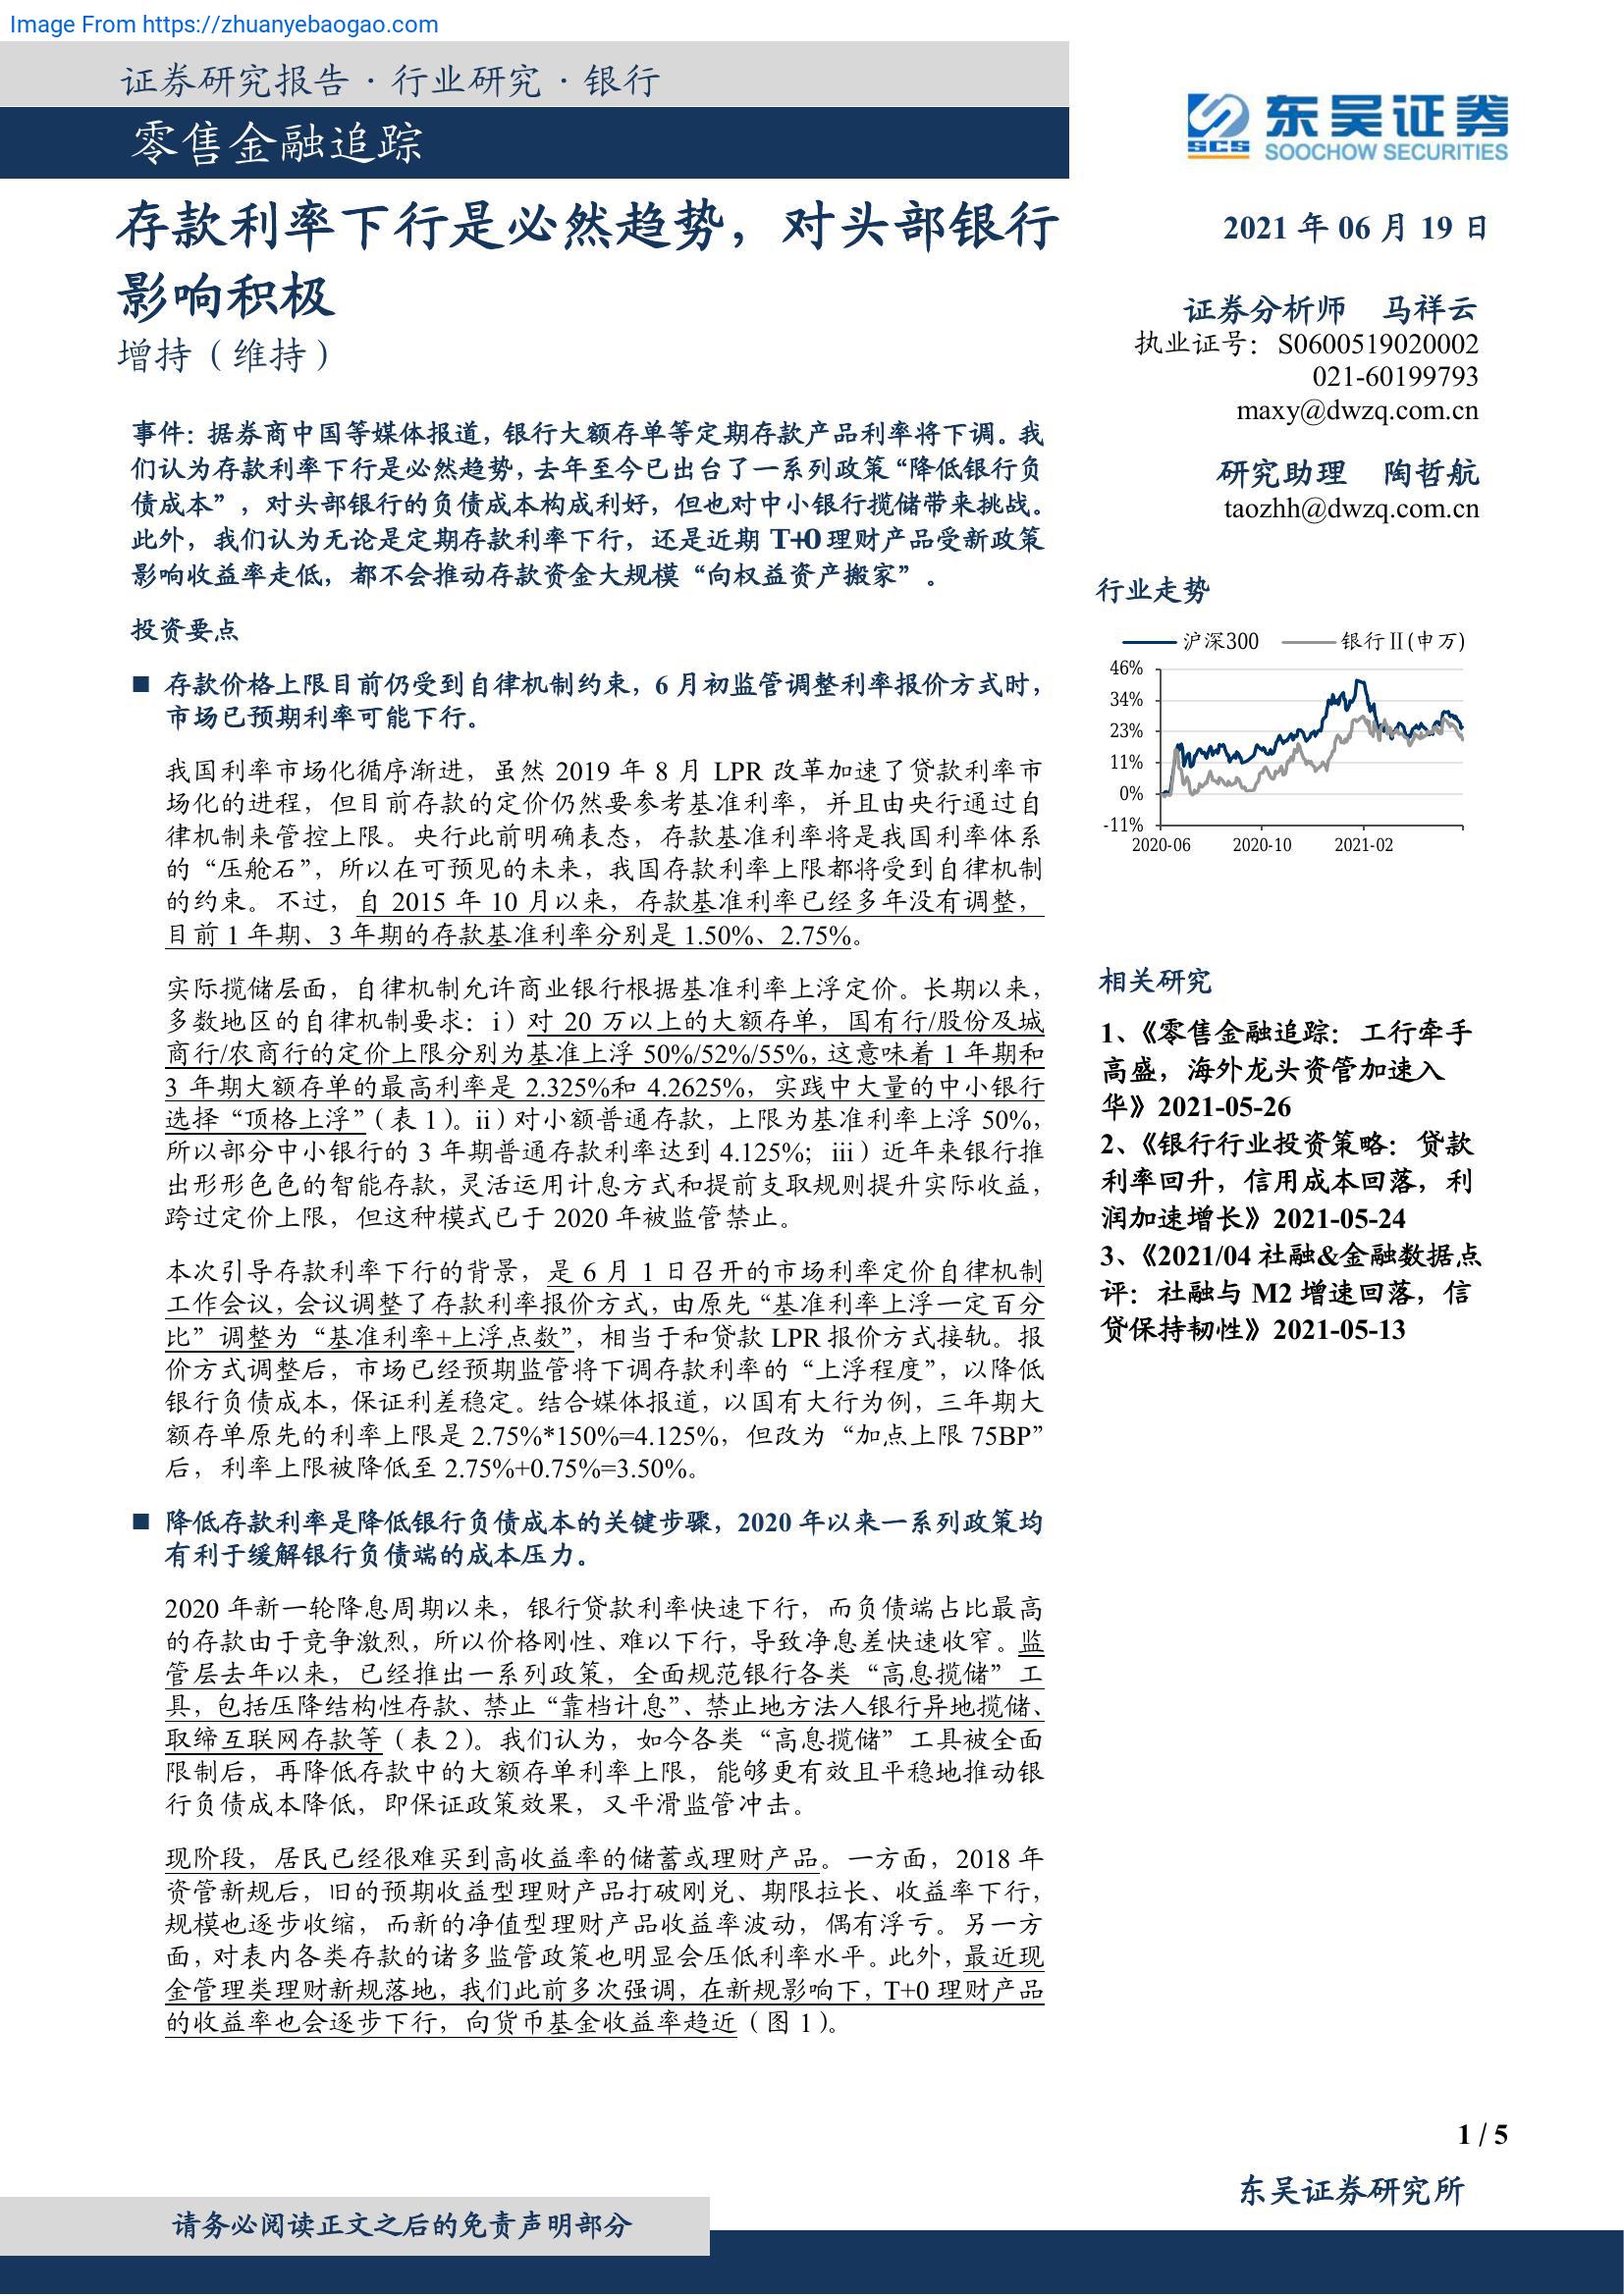 Image From https://zhuanyebaogao.com
证券研究报告·行业研究·银行
零售金融追踪
东吴证券
SCS
SOOCHOW SECURITIES
存款利率下行是必然趋势，对头部银行
影响积极
增持（维持）
事件：据券商中国等媒体报道，银行大额存单等定期存款产品利率将下调。我
们认为存款利率下行是必然趋势，去年至今已出台了一系列政策“降低银行负
债成本”，对头部银行的负债成本构成利好，但也对中小银行揽储带来挑战。
此外，我们认为无论是定期存款利率下行，还是近期 T+0 理财产品受新政策
影响收益率走低，都不会推动存款资金大规模“向权益资产搬家”。
投资要点
■ 存款价格上限目前仍受到自律机制约束，6 月初监管调整利率报价方式时，
市场已预期利率可能下行。
我国利率市场化循序渐进，虽然 2019 年 8 月 LPR 改革加速了贷款利率市
场化的进程，但目前存款的定价仍然要参考基准利率，并且由央行通过自
律机制来管控上限。央行此前明确表态，存款基准利率将是我国利率体系
的“压舱石”，所以在可预见的未来，我国存款利率上限都将受到自律机制
的约束。不过，自 2015 年 10 月以来，存款基准利率已经多年没有调整，
目前 1 年期、3 年期的存款基准利率分别是 1.50%、2.75%。
实际揽储层面，自律机制允许商业银行根据基准利率上浮定价。长期以来，
多数地区的自律机制要求：i）对 20 万以上的大额存单，国有行/股份及城
商行/农商行的定价上限分别为基准上浮 50%/52%/55%，这意味着 1 年期和
3 年期大额存单的最高利率是 2.325%和 4.2625%，实践中大量的中小银行
选择“顶格上浮”（表 1）。ii）对小额普通存款，上限为基准利率上浮 50%，
所以部分中小银行的 3 年期普通存款利率达到 4.125%；iii）近年来银行推
出形形色色的智能存款，灵活运用计息方式和提前支取规则提升实际收益，
跨过定价上限，但这种模式已于 2020 年被监管禁止。
本次引导存款利率下行的背景，是 6 月 1 日召开的市场利率定价自律机制
工作会议，会议调整了存款利率报价方式，由原先“基准利率上浮一定百分
比”调整为“基准利率+上浮点数”，相当于和贷款 LPR 报价方式接轨。报
价方式调整后，市场已经预期监管将下调存款利率的“上浮程度”，以降低
银行负债成本，保证利差稳定。结合媒体报道，以国有大行为例，三年期大
额存单原先的利率上限是 2.75%*150%=4.125%，但改为“加点上限 75BP”
后，利率上限被降低至 2.75%+0.75%=3.50%。
■ 降低存款利率是降低银行负债成本的关键步骤，2020 年以来一系列政策均
有利于缓解银行负债端的成本压力。
2020 年新一轮降息周期以来，银行贷款利率快速下行，而负债端占比最高
的存款由于竞争激烈，所以价格刚性、难以下行，导致净息差快速收窄。监
管层去年以来，已经推出一系列政策，全面规范银行各类“高息揽储”工
具，包括压降结构性存款、禁止“靠档计息”、禁止地方法人银行异地揽储、
取缔互联网存款等（表 2）。我们认为，如今各类“高息揽储”工具被全面
限制后，再降低存款中的大额存单利率上限，能够更有效且平稳地推动银
行负债成本降低，即保证政策效果，又平滑监管冲击。
现阶段，居民已经很难买到高收益率的储蓄或理财产品。一方面，2018 年
资管新规后，旧的预期收益型理财产品打破刚兑、期限拉长、收益率下行，
规模也逐步收缩，而新的净值型理财产品收益率波动，偶有浮亏。另一方
面，对表内各类存款的诸多监管政策也明显会压低利率水平。此外，最近现
金管理类理财新规落地，我们此前多次强调，在新规影响下，T+0 理财产品
的收益率也会逐步下行，向货币基金收益率趋近（图 1）。
2021 年 06 月 19 日
证券分析师 马祥云
执业证号：S0600519020002
021-60199793
maxy@dwzq.com.cn
研究助理 陶哲航
taozhh@dwzq.com.cn
行业走势
沪深300 银行Ⅱ(申万)
46%
34%
23%
11%
0%
-11%
2020-06 2020-10 2021-02
相关研究
1、《零售金融追踪：工行牵手
高盛，海外龙头资管加速入
华》2021-05-26
2、《银行行业投资策略：贷款
利率回升，信用成本回落，利
润加速增长》2021-05-24
3、《2021/04 社融&金融数据点
评：社融与 M2 增速回落，信
贷保持韧性》2021-05-13
1 / 5
东吴证券研究所
请务必阅读正文之后的免责声明部分